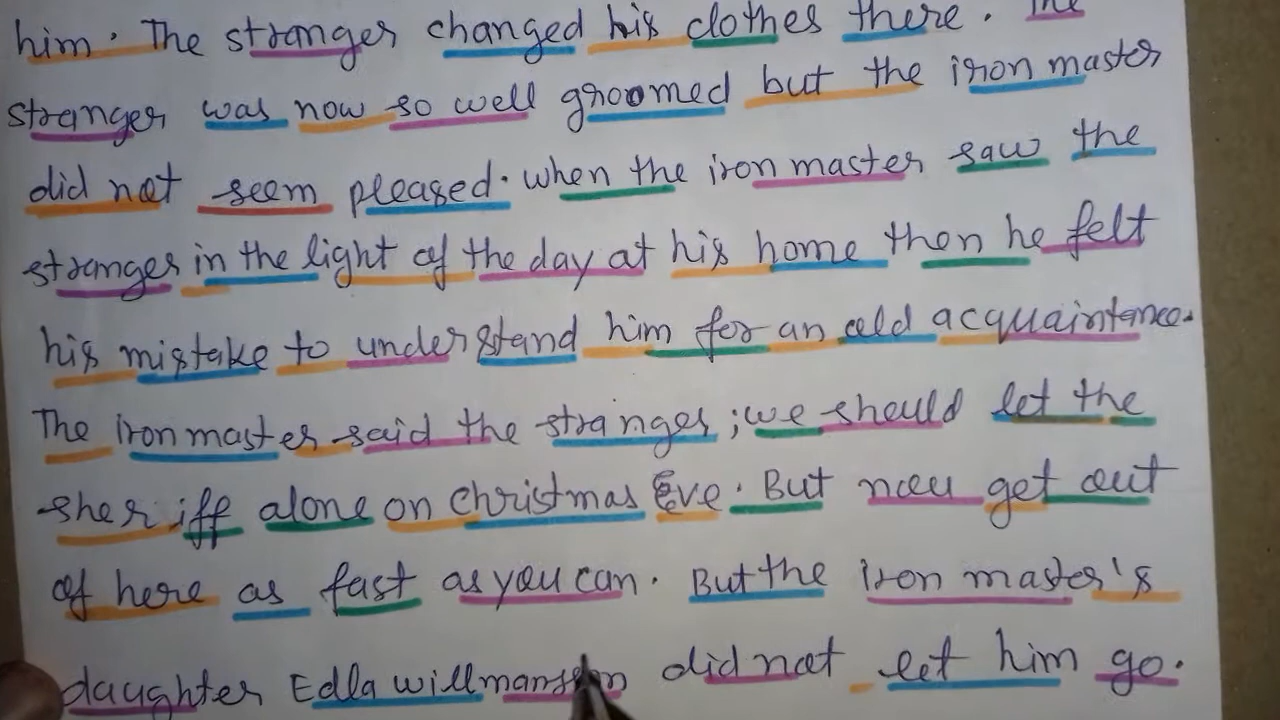 him. The stranger changed his clothes there. The
stranger was now so well groomed but the iron master
did not seem pleased. when the iron master saw the
stranger in the light of the day at his home then he felt
his mistake to understand him for an old acquaintance.
The iron master said the stranger; we should let the
sheriff alone on Christmas Eve. But now get out
of here as fast as you can. But the iron master's
daughter Edla willmansson did not let him go.